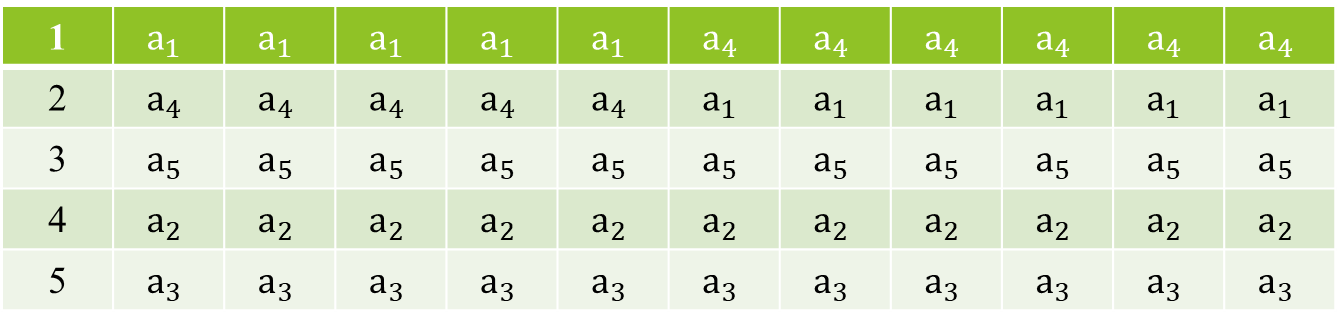 1 a₁ a₁ a₁ a₁ a₁ a₄ a₄ a₄ a₄ a₄ a₄
2 a₄ a₄ a₄ a₄ a₄ a₁ a₁ a₁ a₁ a₁ a₁
3 a₅ a₅ a₅ a₅ a₅ a₅ a₅ a₅ a₅ a₅ a₅
4 a₂ a₂ a₂ a₂ a₂ a₂ a₂ a₂ a₂ a₂ a₂
5 a₃ a₃ a₃ a₃ a₃ a₃ a₃ a₃ a₃ a₃ a₃